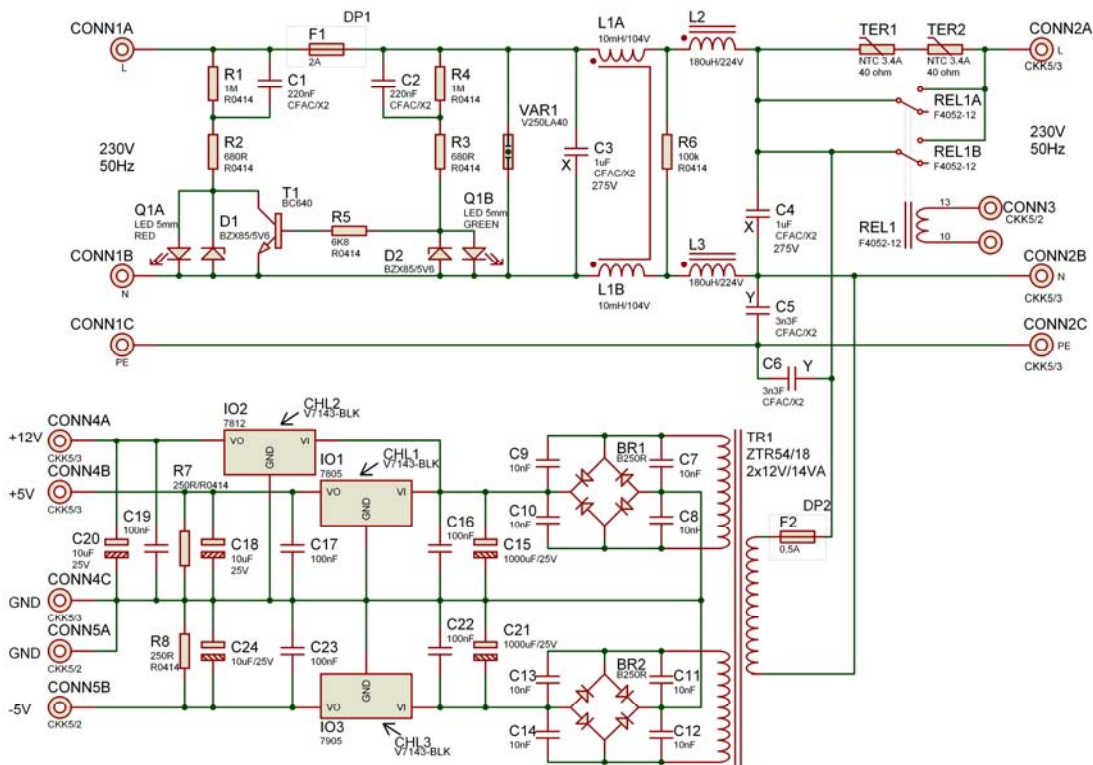 CONN1A
L
DP1
F1
2A
R1
1M
R0414
C1
220nF
CFAC/X2
C2
220nF
CFAC/X2
R4
1M
R0414
R2
680R
R0414
R3
680R
R0414
VAR1
V250LA40
230V
50Hz
Q1A
LED 5mm
RED
D1
BZX85/5V6
T1
BC640
R5
6K8
R0414
D2
BZX85/5V6
Q1B
LED 5mm
GREEN
CONN1B
N
CONN1C
PE
L1A
10mH/104V
L2
180uH/224V
C3
1uF
CFAC/X2
275V
X
R6
100k
R0414
L1B
10mH/104V
L3
180uH/224V
TER1
NTC 3.4A
40 ohm
TER2
NTC 3.4A
40 ohm
CONN2A
L
CKK5/3
REL1A
F4052-12
REL1B
F4052-12
230V
50Hz
C4
1uF
CFAC/X2
275V
X
REL1
F4052-12
13
10
CONN3
CKK5/2
CONN2B
N
CKK5/3
Y
C5
3n3F
CFAC/X2
CONN2C
PE
CKK5/3
C6
Y
3n3F
CFAC/X2
CONN4A
+12V
CKK5/3
CONN4B
+5V
CKK5/3
IO2
7812
VO
VI
GND
CHL2
V7143-BLK
IO1
7805
VO
VI
GND
CHL1
V7143-BLK
R7
250R/R0414
C20
10uF
25V
C19
100nF
C18
10uF
25V
C17
100nF
C16
100nF
C15
1000uF/25V
C9
10nF
C10
10nF
BR1
B250R
C7
10nF
C8
10nF
TR1
ZTR54/18
2x12V/14VA
DP2
F2
0,5A
CONN4C
GND
CKK5/3
CONN5A
GND
CKK5/2
R8
250R
R0414
C24
10uF/25V
C23
100nF
C22
100nF
C21
1000uF/25V
C13
10nF
C14
10nF
BR2
B250R
C11
10nF
C12
10nF
CONN5B
-5V
CKK5/2
GND
VO
VI
IO3
7905
CHL3
V7143-BLK